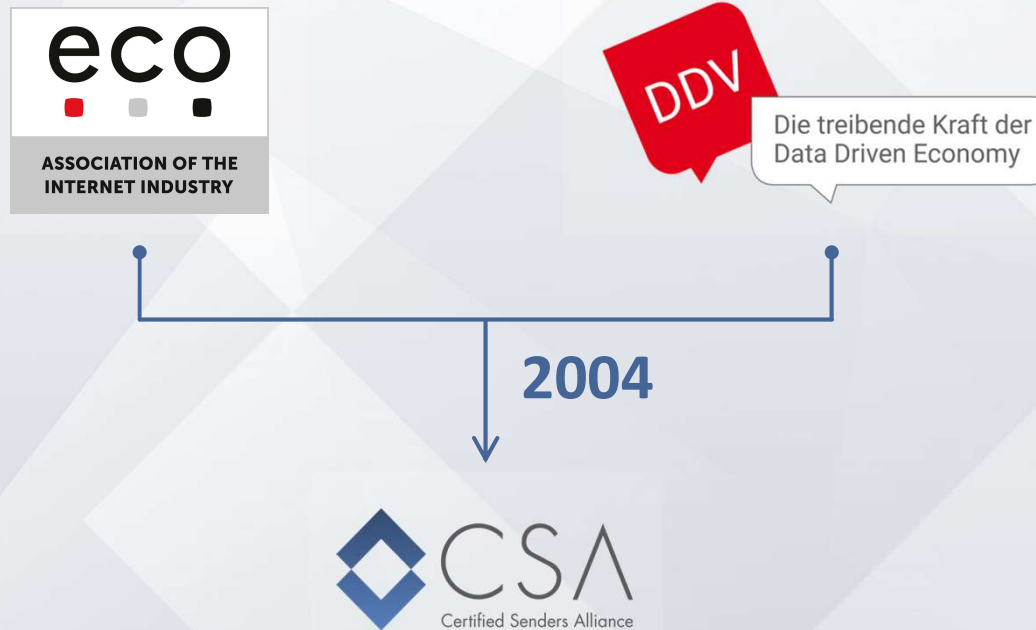 eco
ASSOCIATION OF THE
INTERNET INDUSTRY
DDV
Die treibende Kraft der
Data Driven Economy
2004
CSA
Certified Senders Alliance